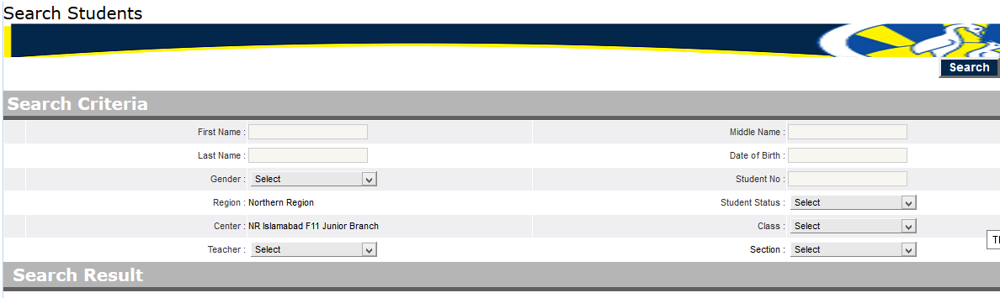 Search Students
Search
Search Criteria
First Name : Middle Name :
Last Name : Date of Birth :
Gender : Select Student No :
Region : Northern Region Student Status : Select
Center : NR Islamabad F11 Junior Branch Class : Select
Teacher : Select Section : Select
Search Result